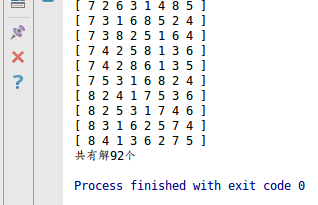 [ 7 2 6 3 1 4 8 5 ]
[ 7 3 1 6 8 5 2 4 ]
[ 7 3 8 2 5 1 6 4 ]
[ 7 4 2 5 8 1 3 6 ]
[ 7 4 2 8 6 1 3 5 ]
[ 7 5 3 1 6 8 2 4 ]
[ 8 2 4 1 7 5 3 6 ]
[ 8 2 5 3 1 7 4 6 ]
[ 8 3 1 6 2 5 7 4 ]
[ 8 4 1 3 6 2 7 5 ]
共有解92个
Process finished with exit code 0